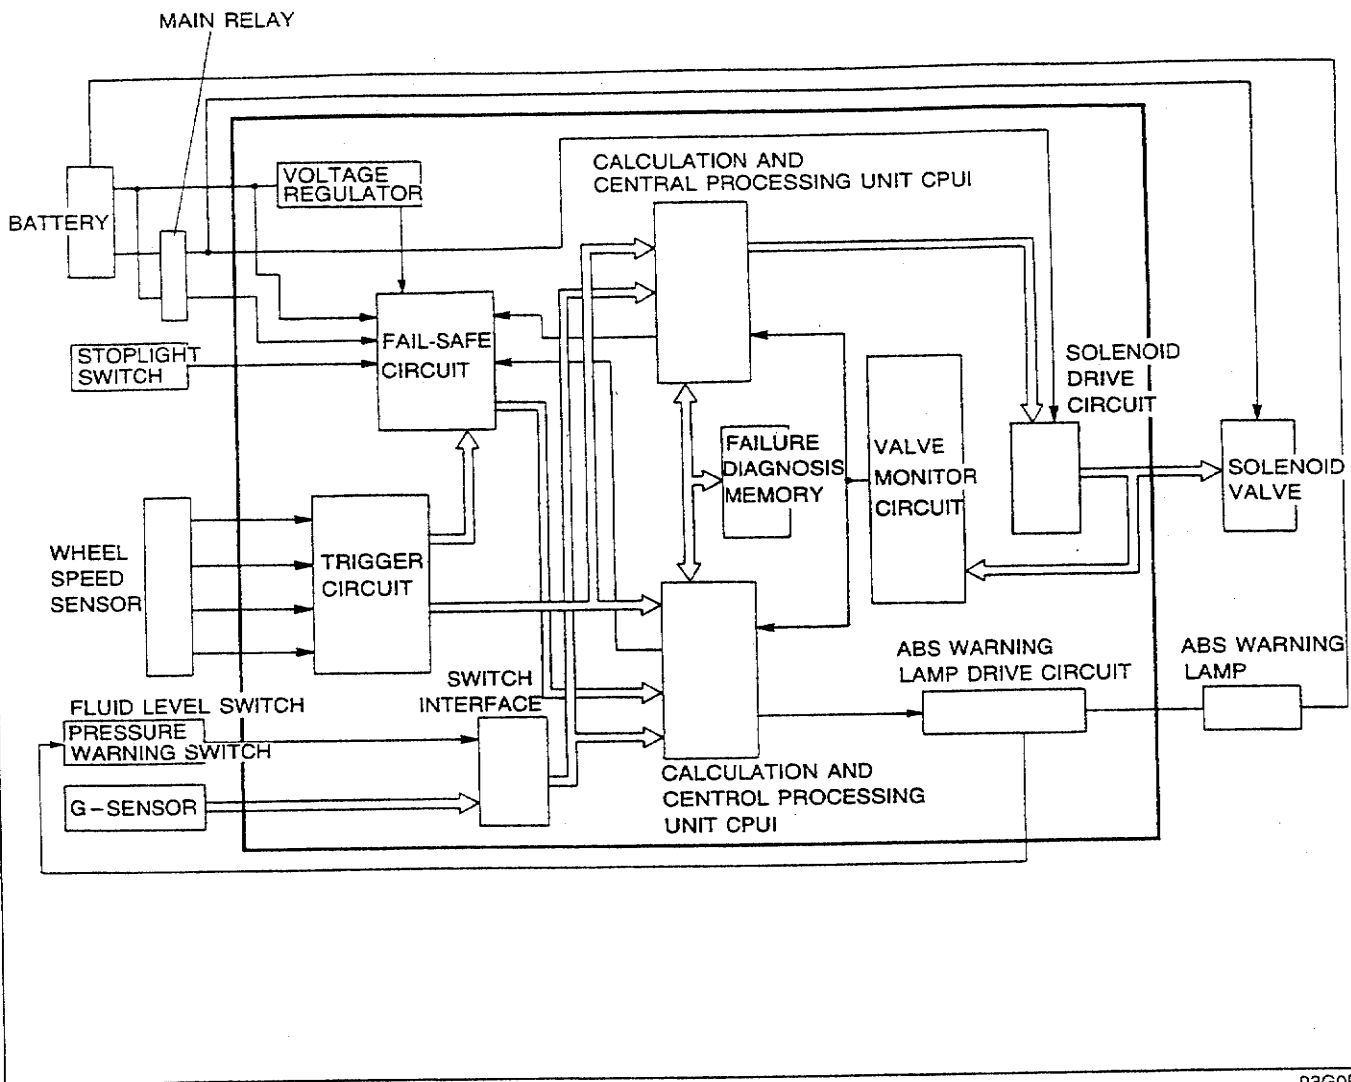 MAIN RELAY
CALCULATION AND
CENTRAL PROCESSING UNIT CPUI
VOLTAGE
REGULATOR
BATTERY
FAIL-SAFE
CIRCUIT
STOPLIGHT
SWITCH
SOLENOID
DRIVE
CIRCUIT
FAILURE
DIAGNOSIS
MEMORY
VALVE
MONITOR
CIRCUIT
SOLENOID
VALVE
WHEEL
SPEED
SENSOR
TRIGGER
CIRCUIT
ABS WARNING
LAMP DRIVE CIRCUIT
ABS WARNING
LAMP
SWITCH
INTERFACE
FLUID LEVEL SWITCH
PRESSURE
WARNING SWITCH
G-SENSOR
CALCULATION AND
CENTROL PROCESSING
UNIT CPUI